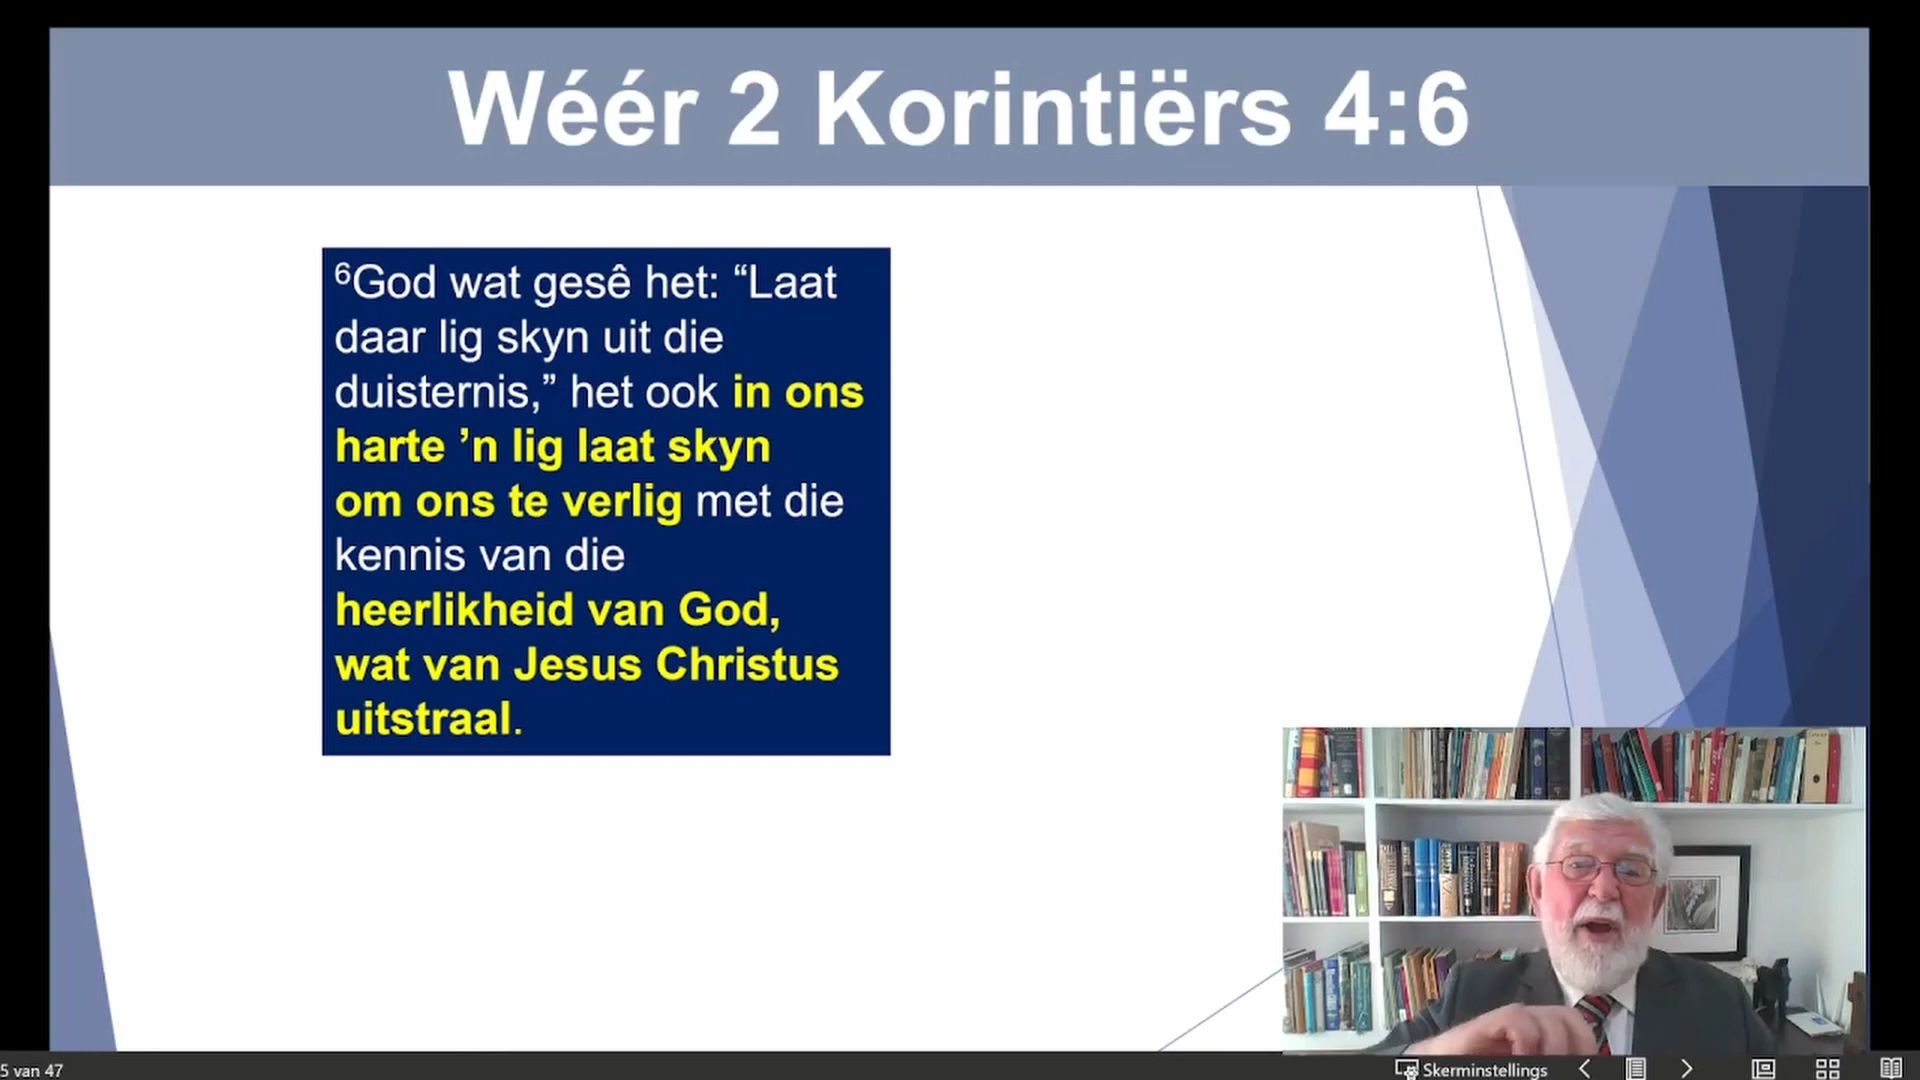 Wéér 2 Korintiërs 4:6
⁶God wat gesê het: “Laat
daar lig skyn uit die
duisternis,” het ook in ons
harte ’n lig laat skyn
om ons te verlig met die
kennis van die
heerlikheid van God,
wat van Jesus Christus
uitstraal.
5 van 47
Skerminstellings